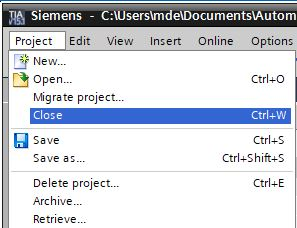 TIA Siemens - C:\Users\mde\Documents\Autom
Project Edit View Insert Online Options
New...
Open... Ctrl+O
Migrate project...
Close Ctrl+W
Save Ctrl+S
Save as... Ctrl+Shift+S
Delete project... Ctrl+E
Archive...
Retrieve...